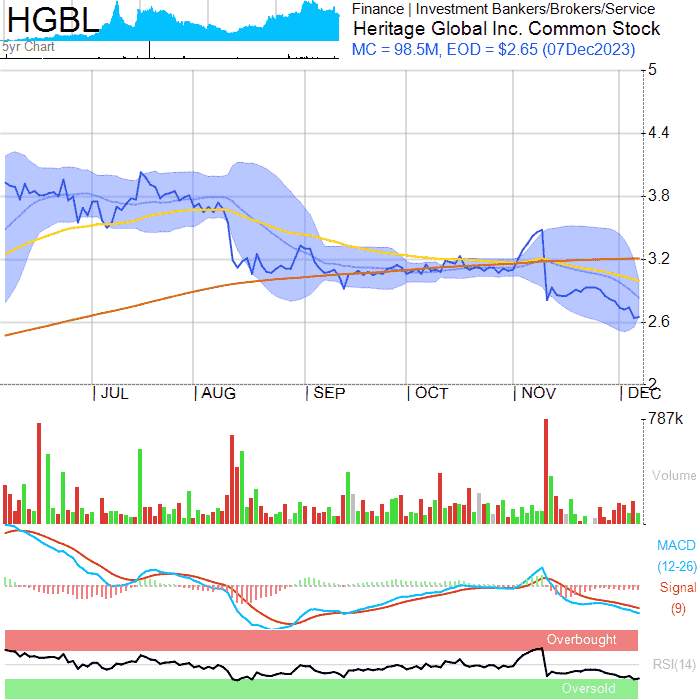 HGBL
5yr Chart
Finance | Investment Bankers/Brokers/Service
Heritage Global Inc. Common Stock
MC = 98.5M, EOD = $2.65 (07Dec2023)
5
4.4
3.8
3.2
2.6
2
JUL AUG SEP OCT NOV DEC
787k
Volume
MACD
(12-26)
Signal
(9)
Overbought
RSI(14)
Oversold